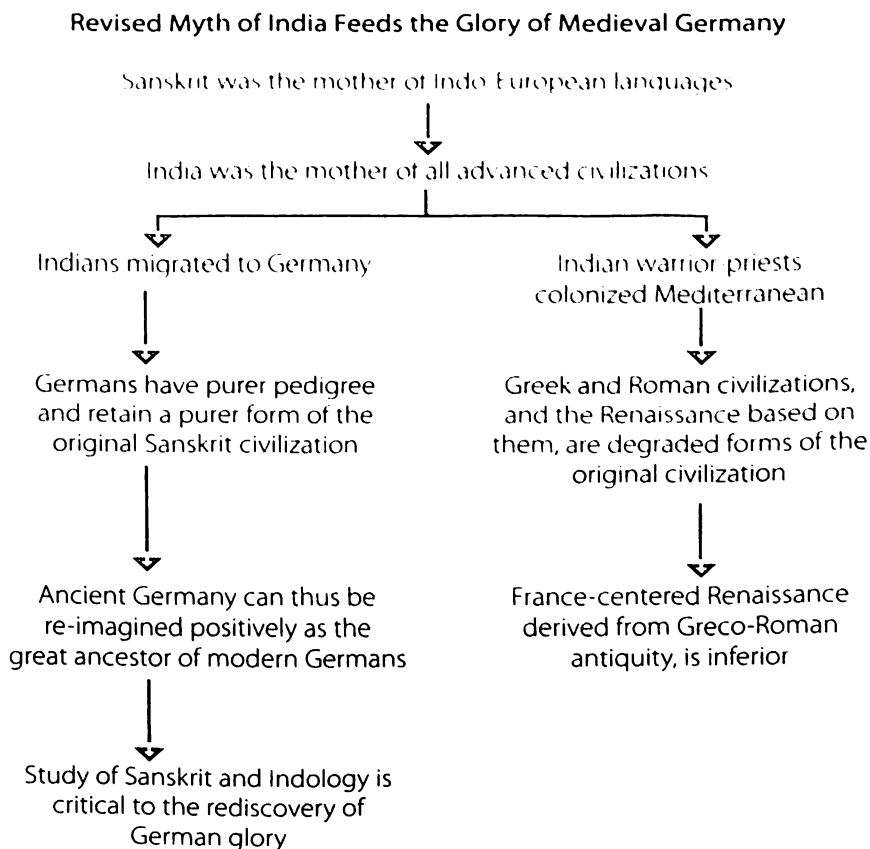 Revised Myth of India Feeds the Glory of Medieval Germany
Sanskrit was the mother of Indo European languages
India was the mother of all advanced civilizations
Indians migrated to Germany
Indian warrior priests
colonized Mediterranean
Germans have purer pedigree
and retain a purer form of the
original Sanskrit civilization
Greek and Roman civilizations,
and the Renaissance based on
them, are degraded forms of the
original civilization
Ancient Germany can thus be
re-imagined positively as the
great ancestor of modern Germans
France-centered Renaissance
derived from Greco-Roman
antiquity, is inferior
Study of Sanskrit and Indology is
critical to the rediscovery of
German glory